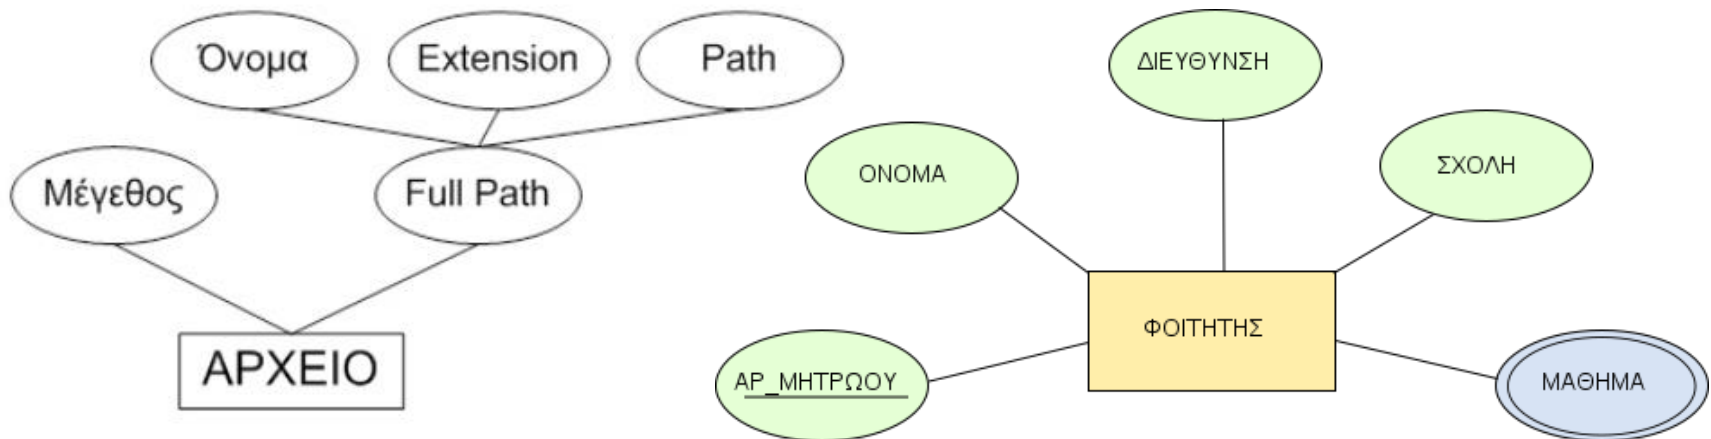 Όνομα
Extension
Path
Μέγεθος
Full Path
ΑΡΧΕΙΟ
ΔΙΕΥΘΥΝΣΗ
ΟΝΟΜΑ
ΣΧΟΛΗ
ΦΟΙΤΗΤΗΣ
ΑΡ_ΜΗΤΡΩΟΥ
ΜΑΘΗΜΑ